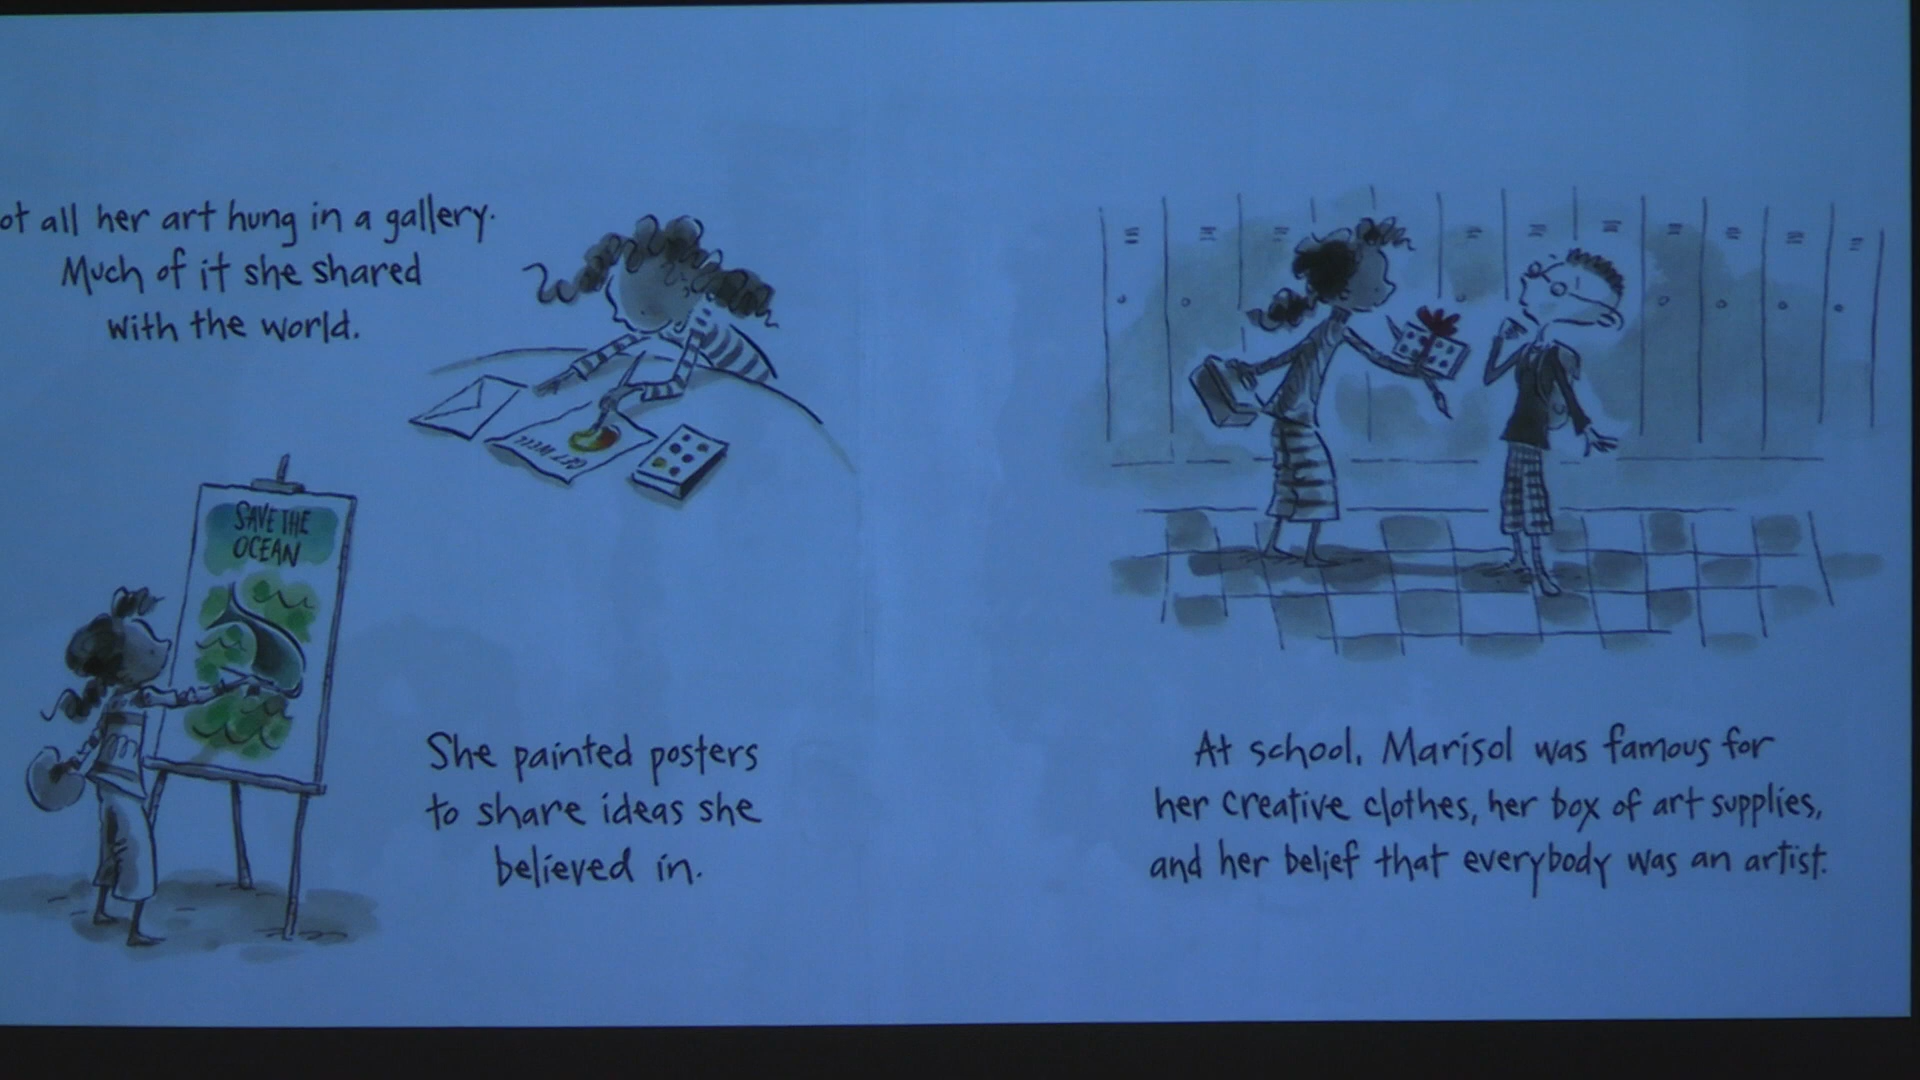 ot all her art hung in a gallery.
Much of it she shared
with the world.
GET WELL
SAVE THE
OCEAN
She painted posters
to share ideas she
believed in.
At school, Marisol was famous for
her creative clothes, her box of art supplies,
and her belief that everybody was an artist.